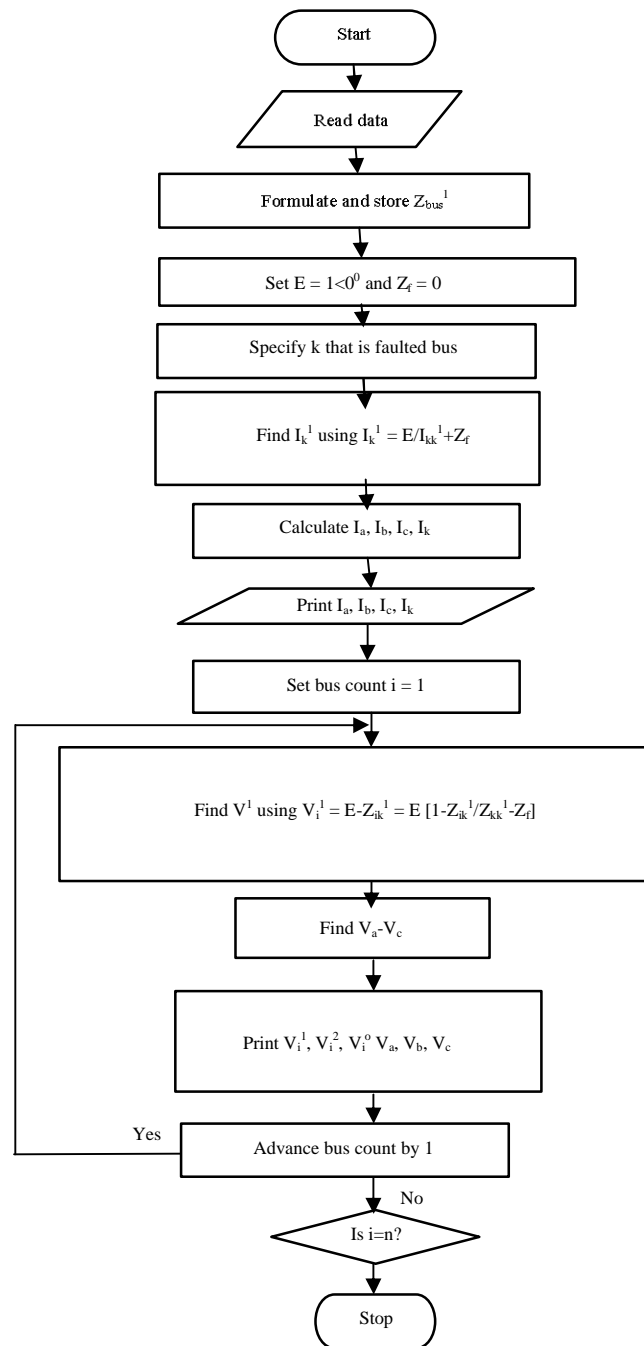 Start
Read data
Formulate and store Z_bus^1
Set E = 1<0^0 and Z_f = 0
Specify k that is faulted bus
Find I_k^1 using I_k^1 = E/I_kk^1+Z_f
Calculate I_a, I_b, I_c, I_k
Print I_a, I_b, I_c, I_k
Set bus count i = 1
Find V^1 using V_i^1 = E-Z_ik^1 = E [1-Z_ik^1/Z_kk^1-Z_f]
Find V_a-V_c
Print V_i^1, V_i^2, V_i^o V_a, V_b, V_c
Yes
Advance bus count by 1
No
Is i=n?
Stop